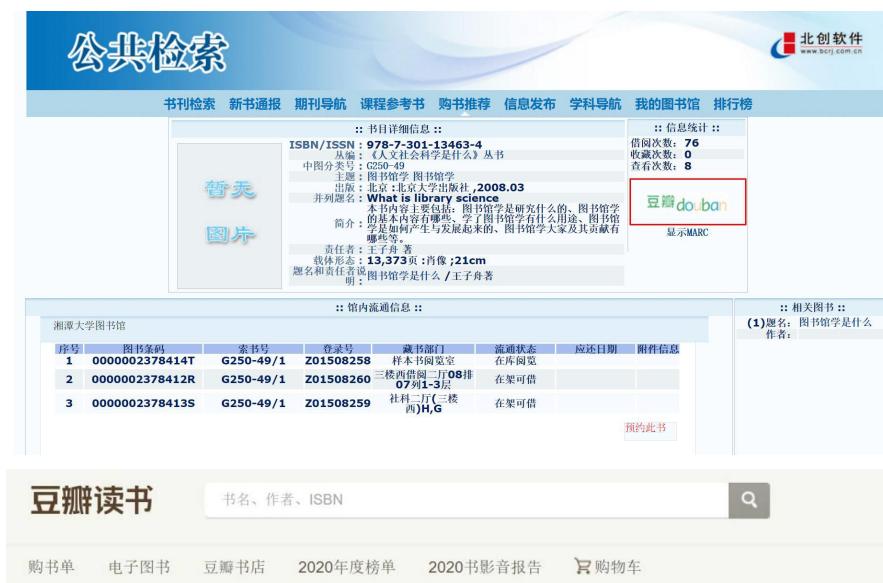 公共检索
北创软件
www.bcrj.com.cn
书刊检索 新书通报 期刊导航 课程参考书 购书推荐 信息发布 学科导航 我的图书馆 排行榜
:: 书目详细信息 ::
暂无
图片
ISBN/ISSN：978-7-301-13463-4
丛编：《人文社会科学是什么》丛书
中图分类号：G250-49
主题：图书馆学 图书馆学
出版：北京 :北京大学出版社 ,2008.03
并列题名：What is library science
简介：本书内容主要包括：图书馆学是研究什么的、图书馆学
的基本内容有哪些、学了图书馆学有什么用途、图书馆
学是如何产生与发展起来的、图书馆学大家及其贡献有
哪些等。
责任者：王子舟 著
载体形态：13,373页 :肖像 ;21cm
题名和责任者说
明：图书馆学是什么 / 王子舟著
:: 信息统计 ::
借阅次数：76
收藏次数：0
查看次数：8
豆瓣douban
显示MARC
:: 馆内流通信息 ::
湘潭大学图书馆
序号 图书条码 索书号 登录号 藏书部门 流通状态 应还日期 附件信息
1 0000002378414T G250-49/1 Z01508258 样本书阅览室 在库阅览
2 0000002378412R G250-49/1 Z01508260 三楼西借阅二厅08排
07列1-3层 在架可借
3 0000002378413S G250-49/1 Z01508259 社科二厅(三楼
西)H,G 在架可借
预约此书
:: 相关图书 ::
(1)题名：图书馆学是什么
作者：
豆瓣读书
书名、作者、ISBN
购书单 电子图书 豆瓣书店 2020年度榜单 2020书影音报告 购物车